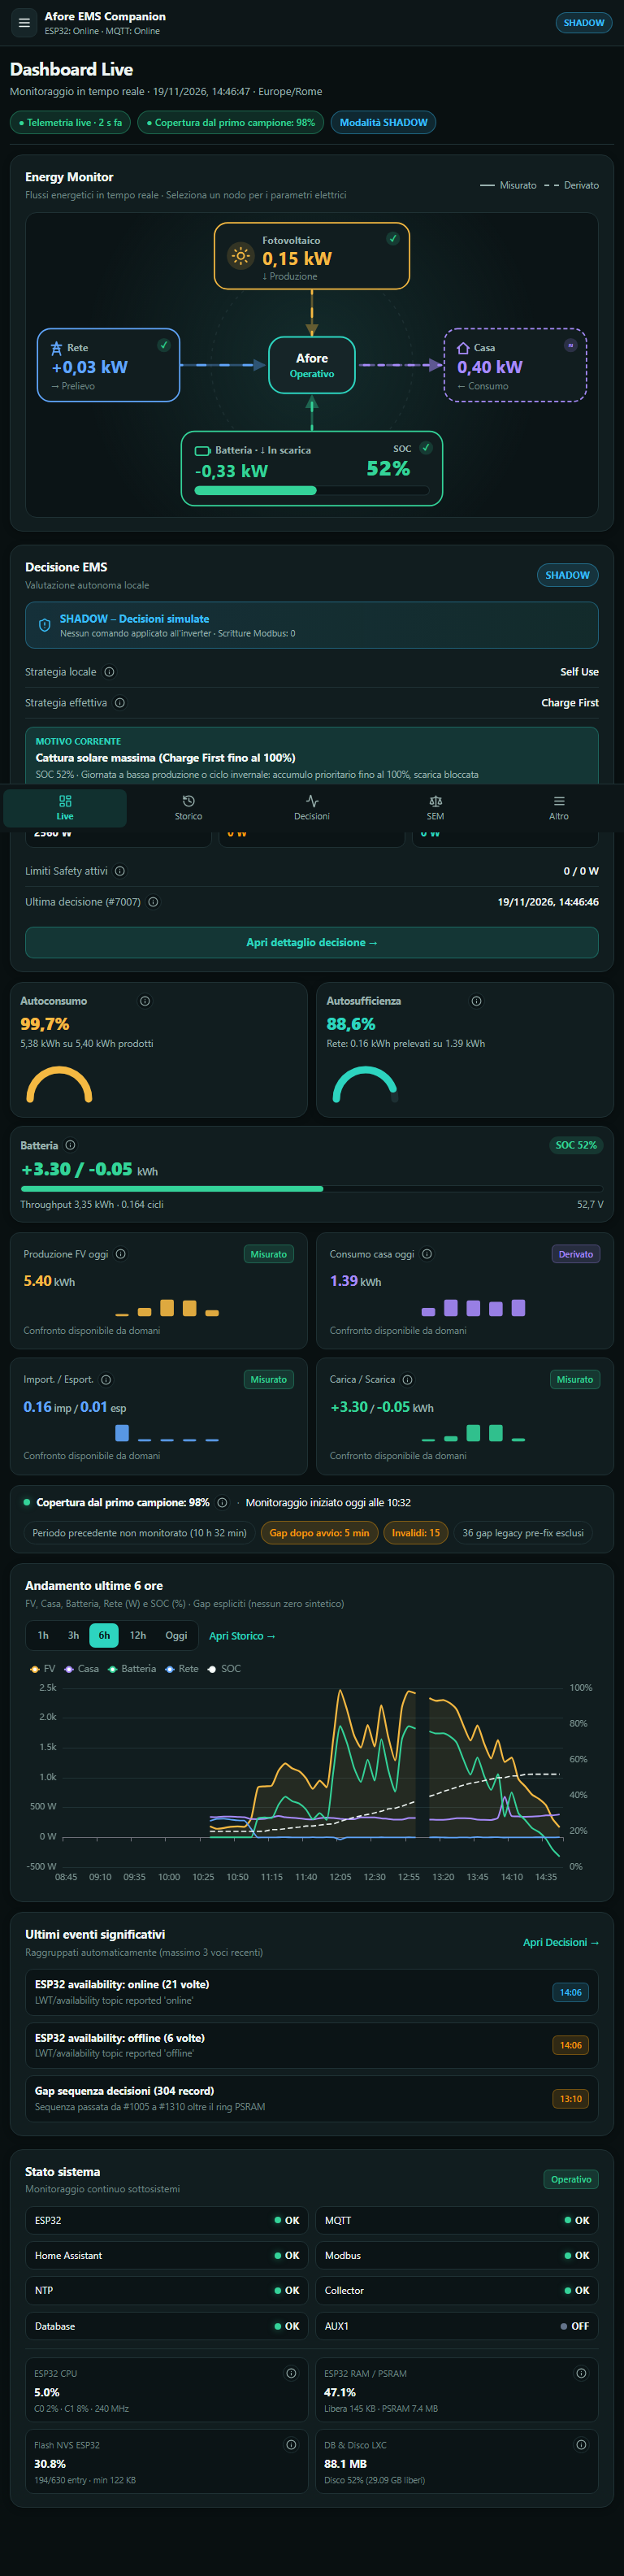 Afore EMS Companion
ESP32: Online · MQTT: Online
SHADOW
Dashboard Live
Monitoraggio in tempo reale · 19/11/2026, 14:46:47 · Europe/Rome
● Telemetria live · 2 s fa
● Copertura dal primo campione: 98%
Modalità SHADOW
Energy Monitor
Flussi energetici in tempo reale · Seleziona un nodo per i parametri elettrici
Misurato
Derivato
Fotovoltaico
0,15 kW
↓ Produzione
Rete
+0,03 kW
→ Prelievo
Afore
Operativo
Casa
0,40 kW
← Consumo
Batteria · ↓ In scarica
-0,33 kW
SOC
52%
Decisione EMS
Valutazione autonoma locale
SHADOW
SHADOW – Decisioni simulate
Nessun comando applicato all'inverter · Scritture Modbus: 0
Strategia locale
Self Use
Strategia effettiva
Charge First
MOTIVO CORRENTE
Cattura solare massima (Charge First fino al 100%)
SOC 52% · Giornata a bassa produzione o ciclo invernale: accumulo prioritario fino al 100%, scarica bloccata
Live
Storico
Decisioni
SEM
Altro
2560 W
0 W
0 W
Limiti Safety attivi
0 / 0 W
Ultima decisione (#7007)
19/11/2026, 14:46:46
Apri dettaglio decisione →
Autoconsumo
99,7%
5,38 kWh su 5,40 kWh prodotti
Autosufficienza
88,6%
Rete: 0.16 kWh prelevati su 1.39 kWh
Batteria
SOC 52%
+3.30 / -0.05 kWh
Throughput 3,35 kWh · 0.164 cicli
52,7 V
Produzione FV oggi
Misurato
5.40 kWh
Confronto disponibile da domani
Consumo casa oggi
Derivato
1.39 kWh
Confronto disponibile da domani
Import. / Esport.
Misurato
0.16 imp / 0.01 esp
Confronto disponibile da domani
Carica / Scarica
Misurato
+3.30 / -0.05 kWh
Confronto disponibile da domani
Copertura dal primo campione: 98%
· Monitoraggio iniziato oggi alle 10:32
Periodo precedente non monitorato (10 h 32 min)
Gap dopo avvio: 5 min
Invalidi: 15
36 gap legacy pre-fix esclusi
Andamento ultime 6 ore
FV, Casa, Batteria, Rete (W) e SOC (%) · Gap espliciti (nessun zero sintetico)
1h
3h
6h
12h
Oggi
Apri Storico →
FV
Casa
Batteria
Rete
SOC
2.5k
2.0k
1.5k
1.0k
500 W
0 W
-500 W
100%
80%
60%
40%
20%
0%
08:45
09:10
09:35
10:00
10:25
10:50
11:15
11:40
12:05
12:30
12:55
13:20
13:45
14:10
14:35
Ultimi eventi significativi
Raggruppati automaticamente (massimo 3 voci recenti)
Apri Decisioni →
ESP32 availability: online (21 volte)
LWT/availability topic reported 'online'
14:06
ESP32 availability: offline (6 volte)
LWT/availability topic reported 'offline'
14:06
Gap sequenza decisioni (304 record)
Sequenza passata da #1005 a #1310 oltre il ring PSRAM
13:10
Stato sistema
Monitoraggio continuo sottosistemi
Operativo
ESP32
OK
MQTT
OK
Home Assistant
OK
Modbus
OK
NTP
OK
Collector
OK
Database
OK
AUX1
OFF
ESP32 CPU
5.0%
C0 2% · C1 8% · 240 MHz
ESP32 RAM / PSRAM
47.1%
Libera 145 KB · PSRAM 7.4 MB
Flash NVS ESP32
30.8%
194/630 entry · min 122 KB
DB & Disco LXC
88.1 MB
Disco 52% (29.09 GB liberi)